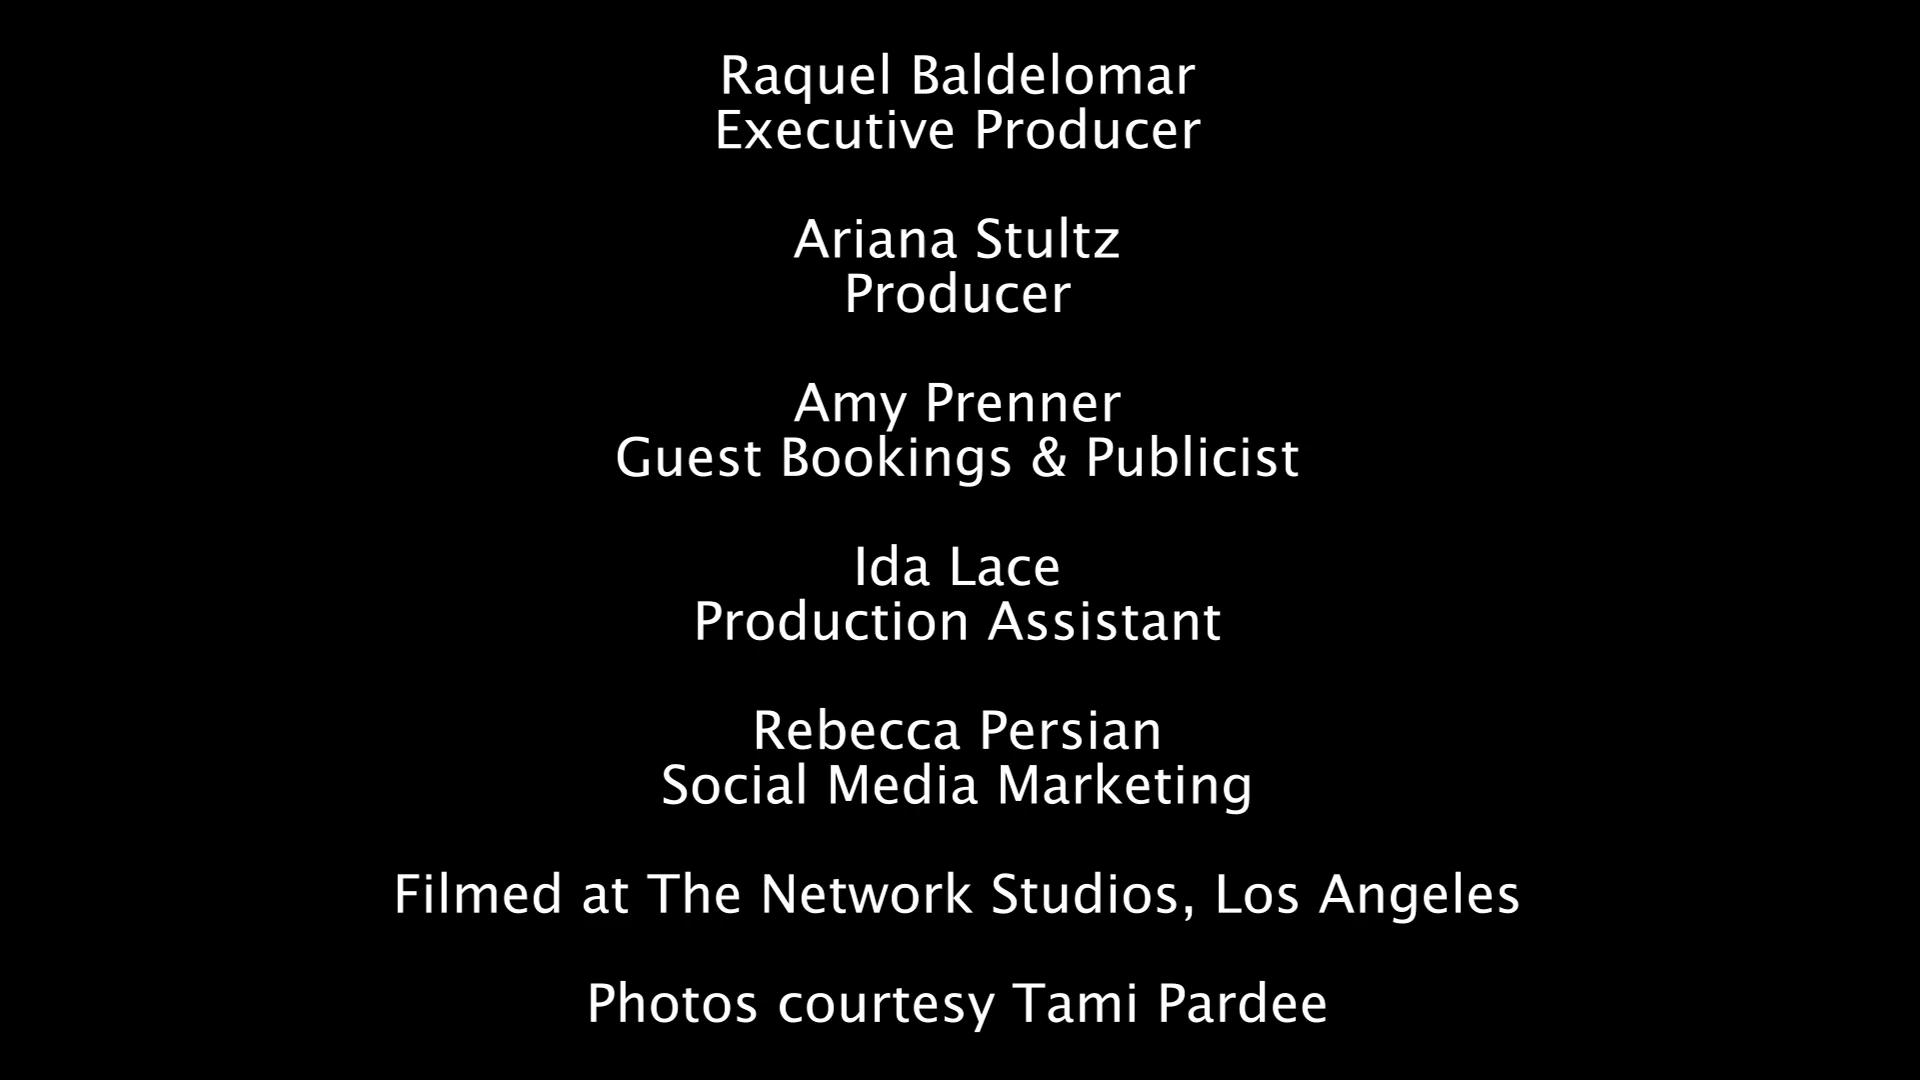 Raquel Baldelomar
Executive Producer
Ariana Stultz
Producer
Amy Prenner
Guest Bookings & Publicist
Ida Lace
Production Assistant
Rebecca Persian
Social Media Marketing
Filmed at The Network Studios, Los Angeles
Photos courtesy Tami Pardee